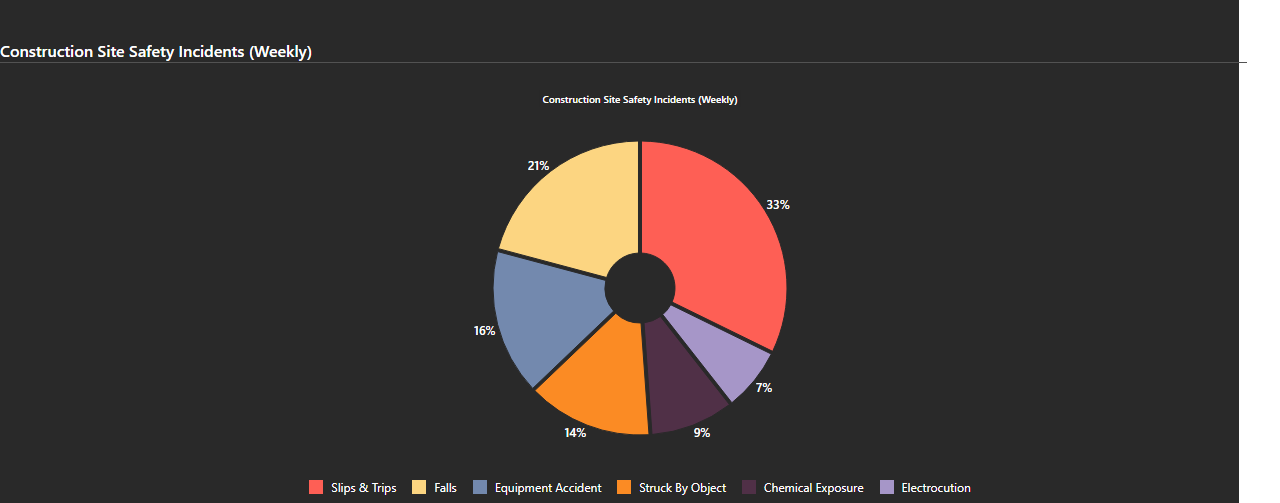 Construction Site Safety Incidents (Weekly)
Construction Site Safety Incidents (Weekly)
21%
33%
16%
7%
14%
9%
Slips & Trips Falls Equipment Accident Struck By Object Chemical Exposure Electrocution